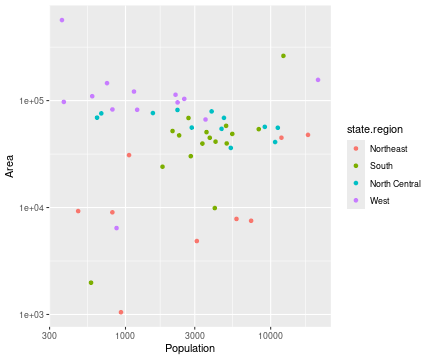 Area
1e+05
1e+04
1e+03
300
1000
3000
10000
Population
state.region
Northeast
South
North Central
West